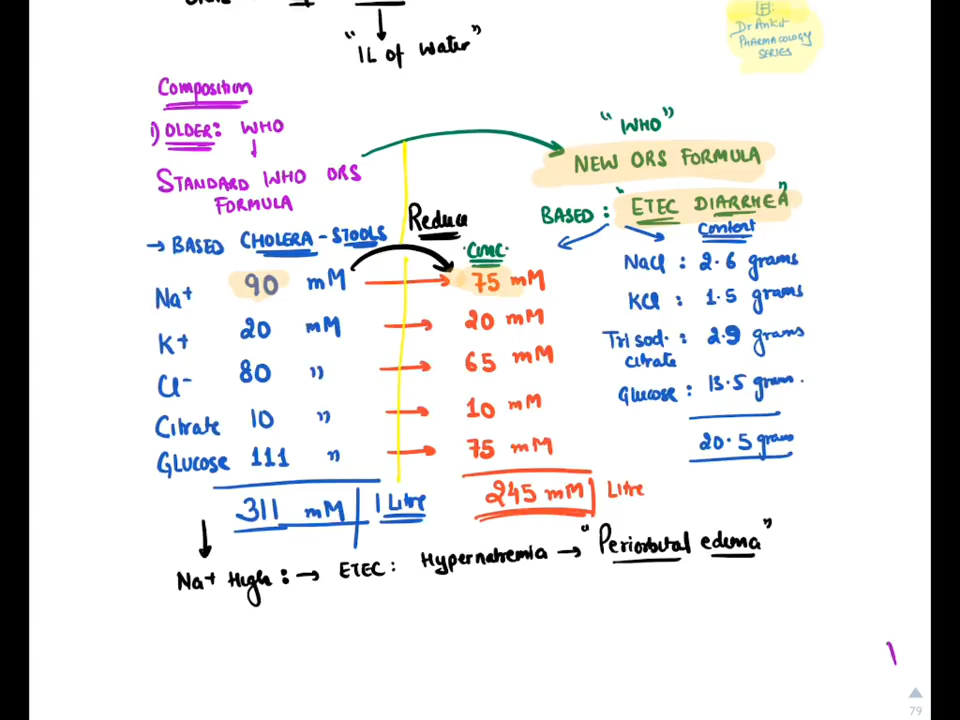 "1L of water"
Dr Ankit
PHARMACOLOGY
SERIES
Composition
1) OLDER: WHO
STANDARD WHO ORS
FORMULA
"WHO"
NEW ORS FORMULA
BASED: "ETEC DIARRHEA"
→ BASED CHOLERA-STOOLS
Reduce
conc.
Content
Na+ 90 mM → 75 mM
K+ 20 mM → 20 mM
Cl- 80 " → 65 mM
Citrate 10 " → 10 mM
Glucose 111 " → 75 mM
311 mM | 1 Litre
245 mM | Litre
NaCl : 2.6 grams
KCl : 1.5 grams
Tri sod. : 2.9 grams
citrate
Glucose : 13.5 gram.
20.5 gram
Na+ High : → ETEC : Hypernatremia → "Periorbital edema"
79